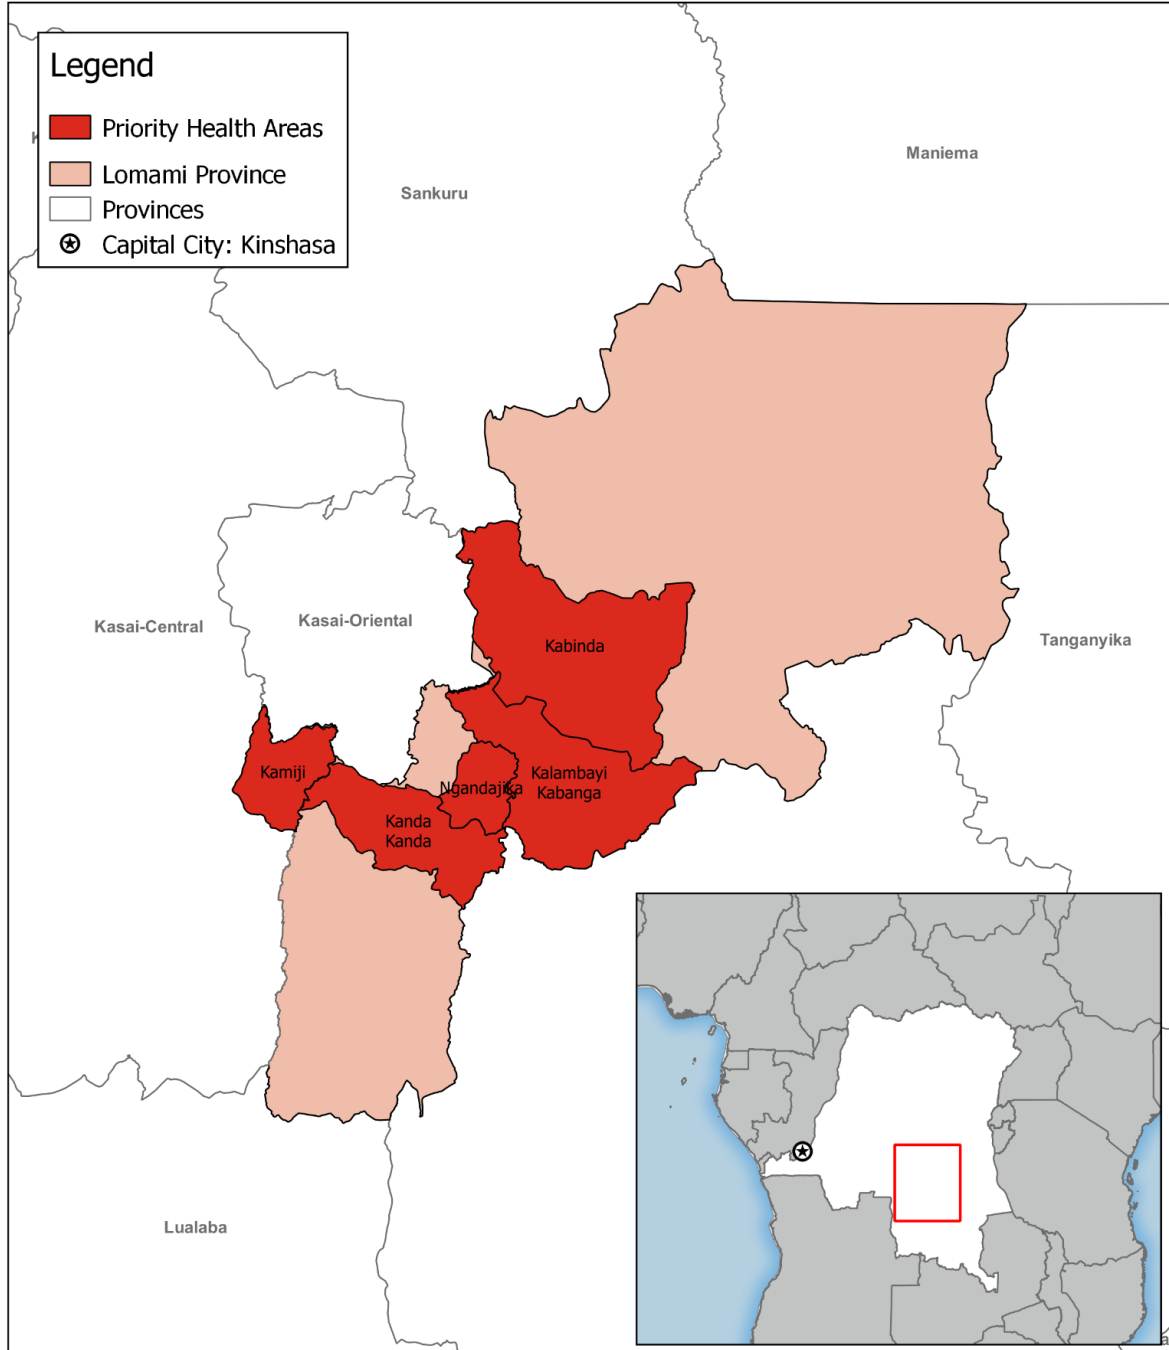 Legend
Priority Health Areas
Lomami Province
Provinces
Capital City: Kinshasa
Maniema
Sankuru
Kasai-Central
Kasai-Oriental
Tanganyika
Kabinda
Kamiji
Kalambayi
Kabanga
Ngandajika
Kanda
Kanda
Lualaba